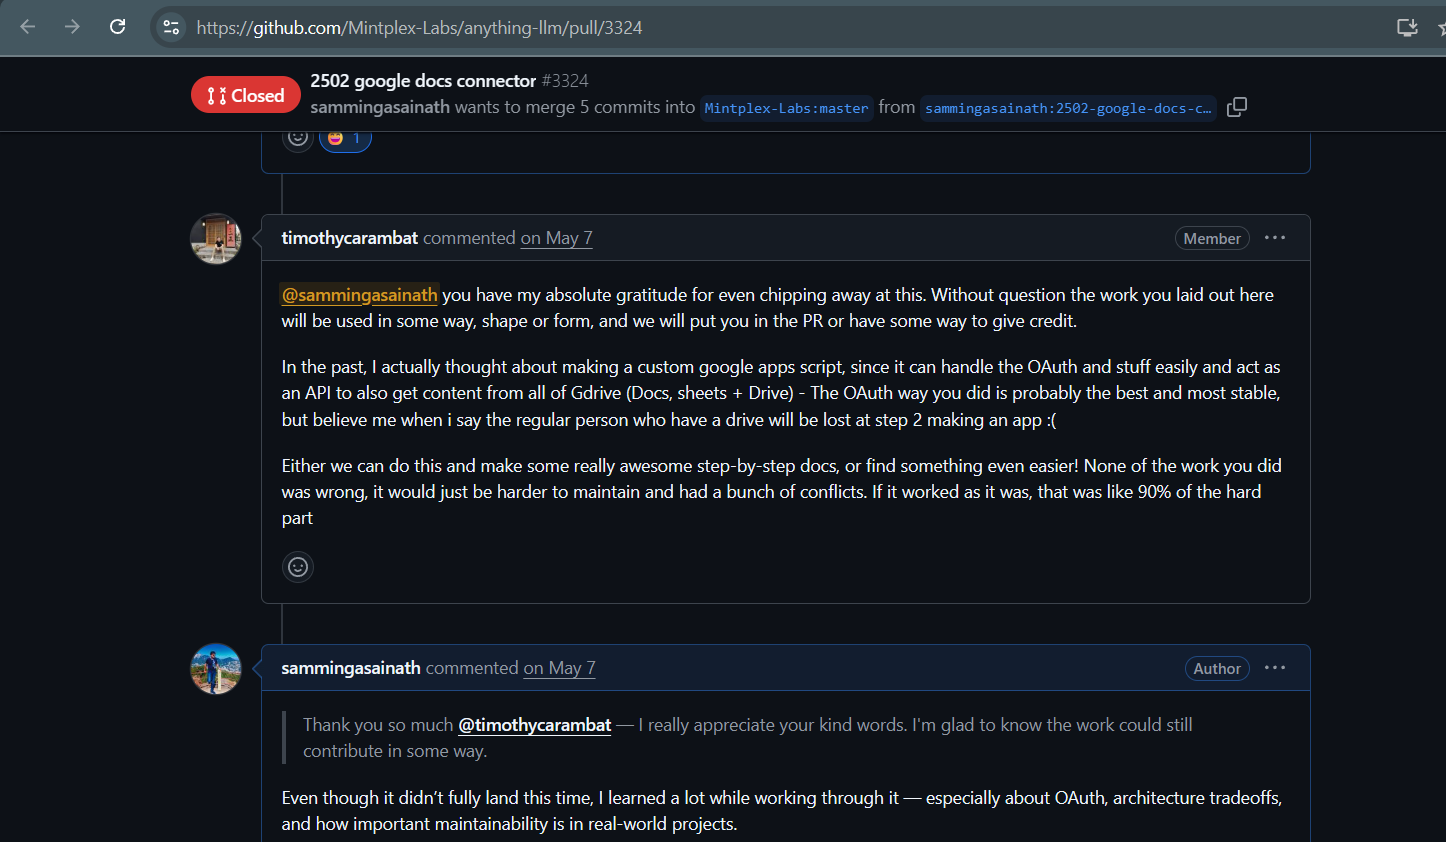 https://github.com/Mintplex-Labs/anything-llm/pull/3324
Closed
2502 google docs connector #3324
sammingasainath wants to merge 5 commits into Mintplex-Labs:master from sammingasainath:2502-google-docs-c…
1
timothycarambat commented on May 7
Member
@sammingasainath you have my absolute gratitude for even chipping away at this. Without question the work you laid out here
will be used in some way, shape or form, and we will put you in the PR or have some way to give credit.
In the past, I actually thought about making a custom google apps script, since it can handle the OAuth and stuff easily and act as
an API to also get content from all of Gdrive (Docs, sheets + Drive) - The OAuth way you did is probably the best and most stable,
but believe me when i say the regular person who have a drive will be lost at step 2 making an app :(
Either we can do this and make some really awesome step-by-step docs, or find something even easier! None of the work you did
was wrong, it would just be harder to maintain and had a bunch of conflicts. If it worked as it was, that was like 90% of the hard
part
sammingasainath commented on May 7
Author
Thank you so much @timothycarambat — I really appreciate your kind words. I'm glad to know the work could still
contribute in some way.
Even though it didn’t fully land this time, I learned a lot while working through it — especially about OAuth, architecture tradeoffs,
and how important maintainability is in real-world projects.